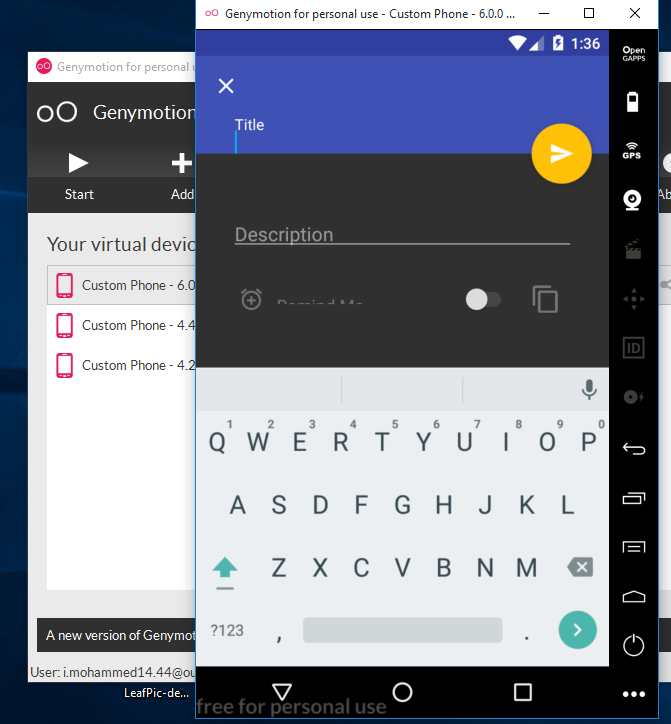 Genymotion for personal use - Custom Phone - 6.0.0 ...
Genymotion for personal u
Genymotion
Start
Add
Ab
Your virtual devic
Custom Phone - 6.0
Custom Phone - 4.4
Custom Phone - 4.2
A new version of Genymot
User: i.mohammed14.44@ou
LeafPic-de...
1:36
Title
Description
Remind Me
1 2 3 4 5 6 7 8 9 0
Q W E R T Y U I O P
A S D F G H J K L
Z X C V B N M
?123 , .
free for personal use
Open
GAPPS
GPS
ID